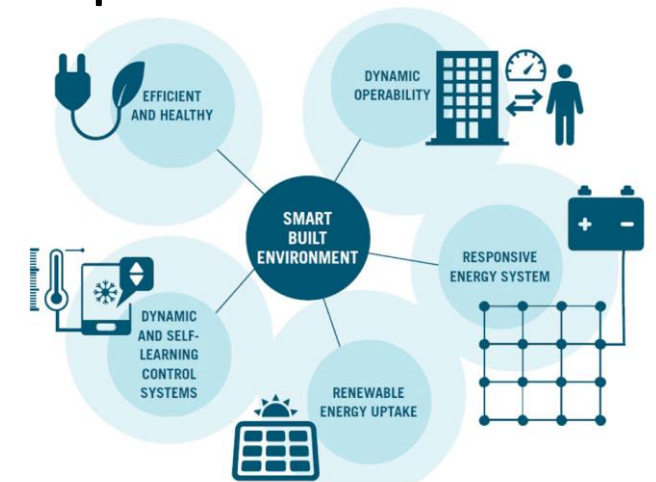 EFFICIENT
AND HEALTHY
DYNAMIC
OPERABILITY
SMART
BUILT
ENVIRONMENT
RESPONSIVE
ENERGY SYSTEM
DYNAMIC
AND SELF-
LEARNING
CONTROL
SYSTEMS
RENEWABLE
ENERGY UPTAKE